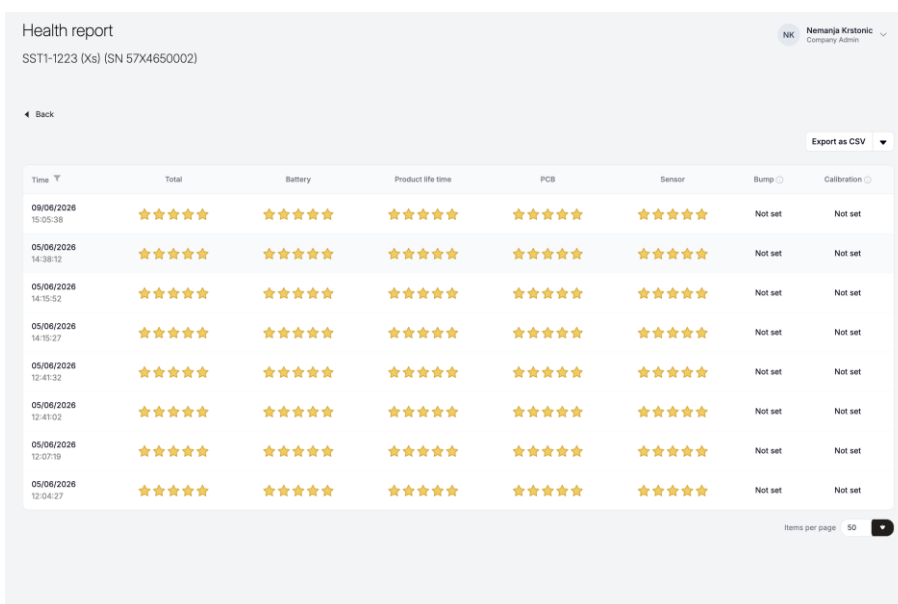 Health report
NK
Nemanja Krstonic
Company Admin
SST1-1223 (Xs) (SN 57X4650002)
Back
Export as CSV
Time Total Battery Product life time PCB Sensor Bump Calibration
09/06/2026
15:05:38
Not set Not set
05/06/2026
14:38:12
Not set Not set
05/06/2026
14:15:52
Not set Not set
05/06/2026
14:15:27
Not set Not set
05/06/2026
12:41:32
Not set Not set
05/06/2026
12:41:02
Not set Not set
05/06/2026
12:07:19
Not set Not set
05/06/2026
12:04:27
Not set Not set
Items per page 50